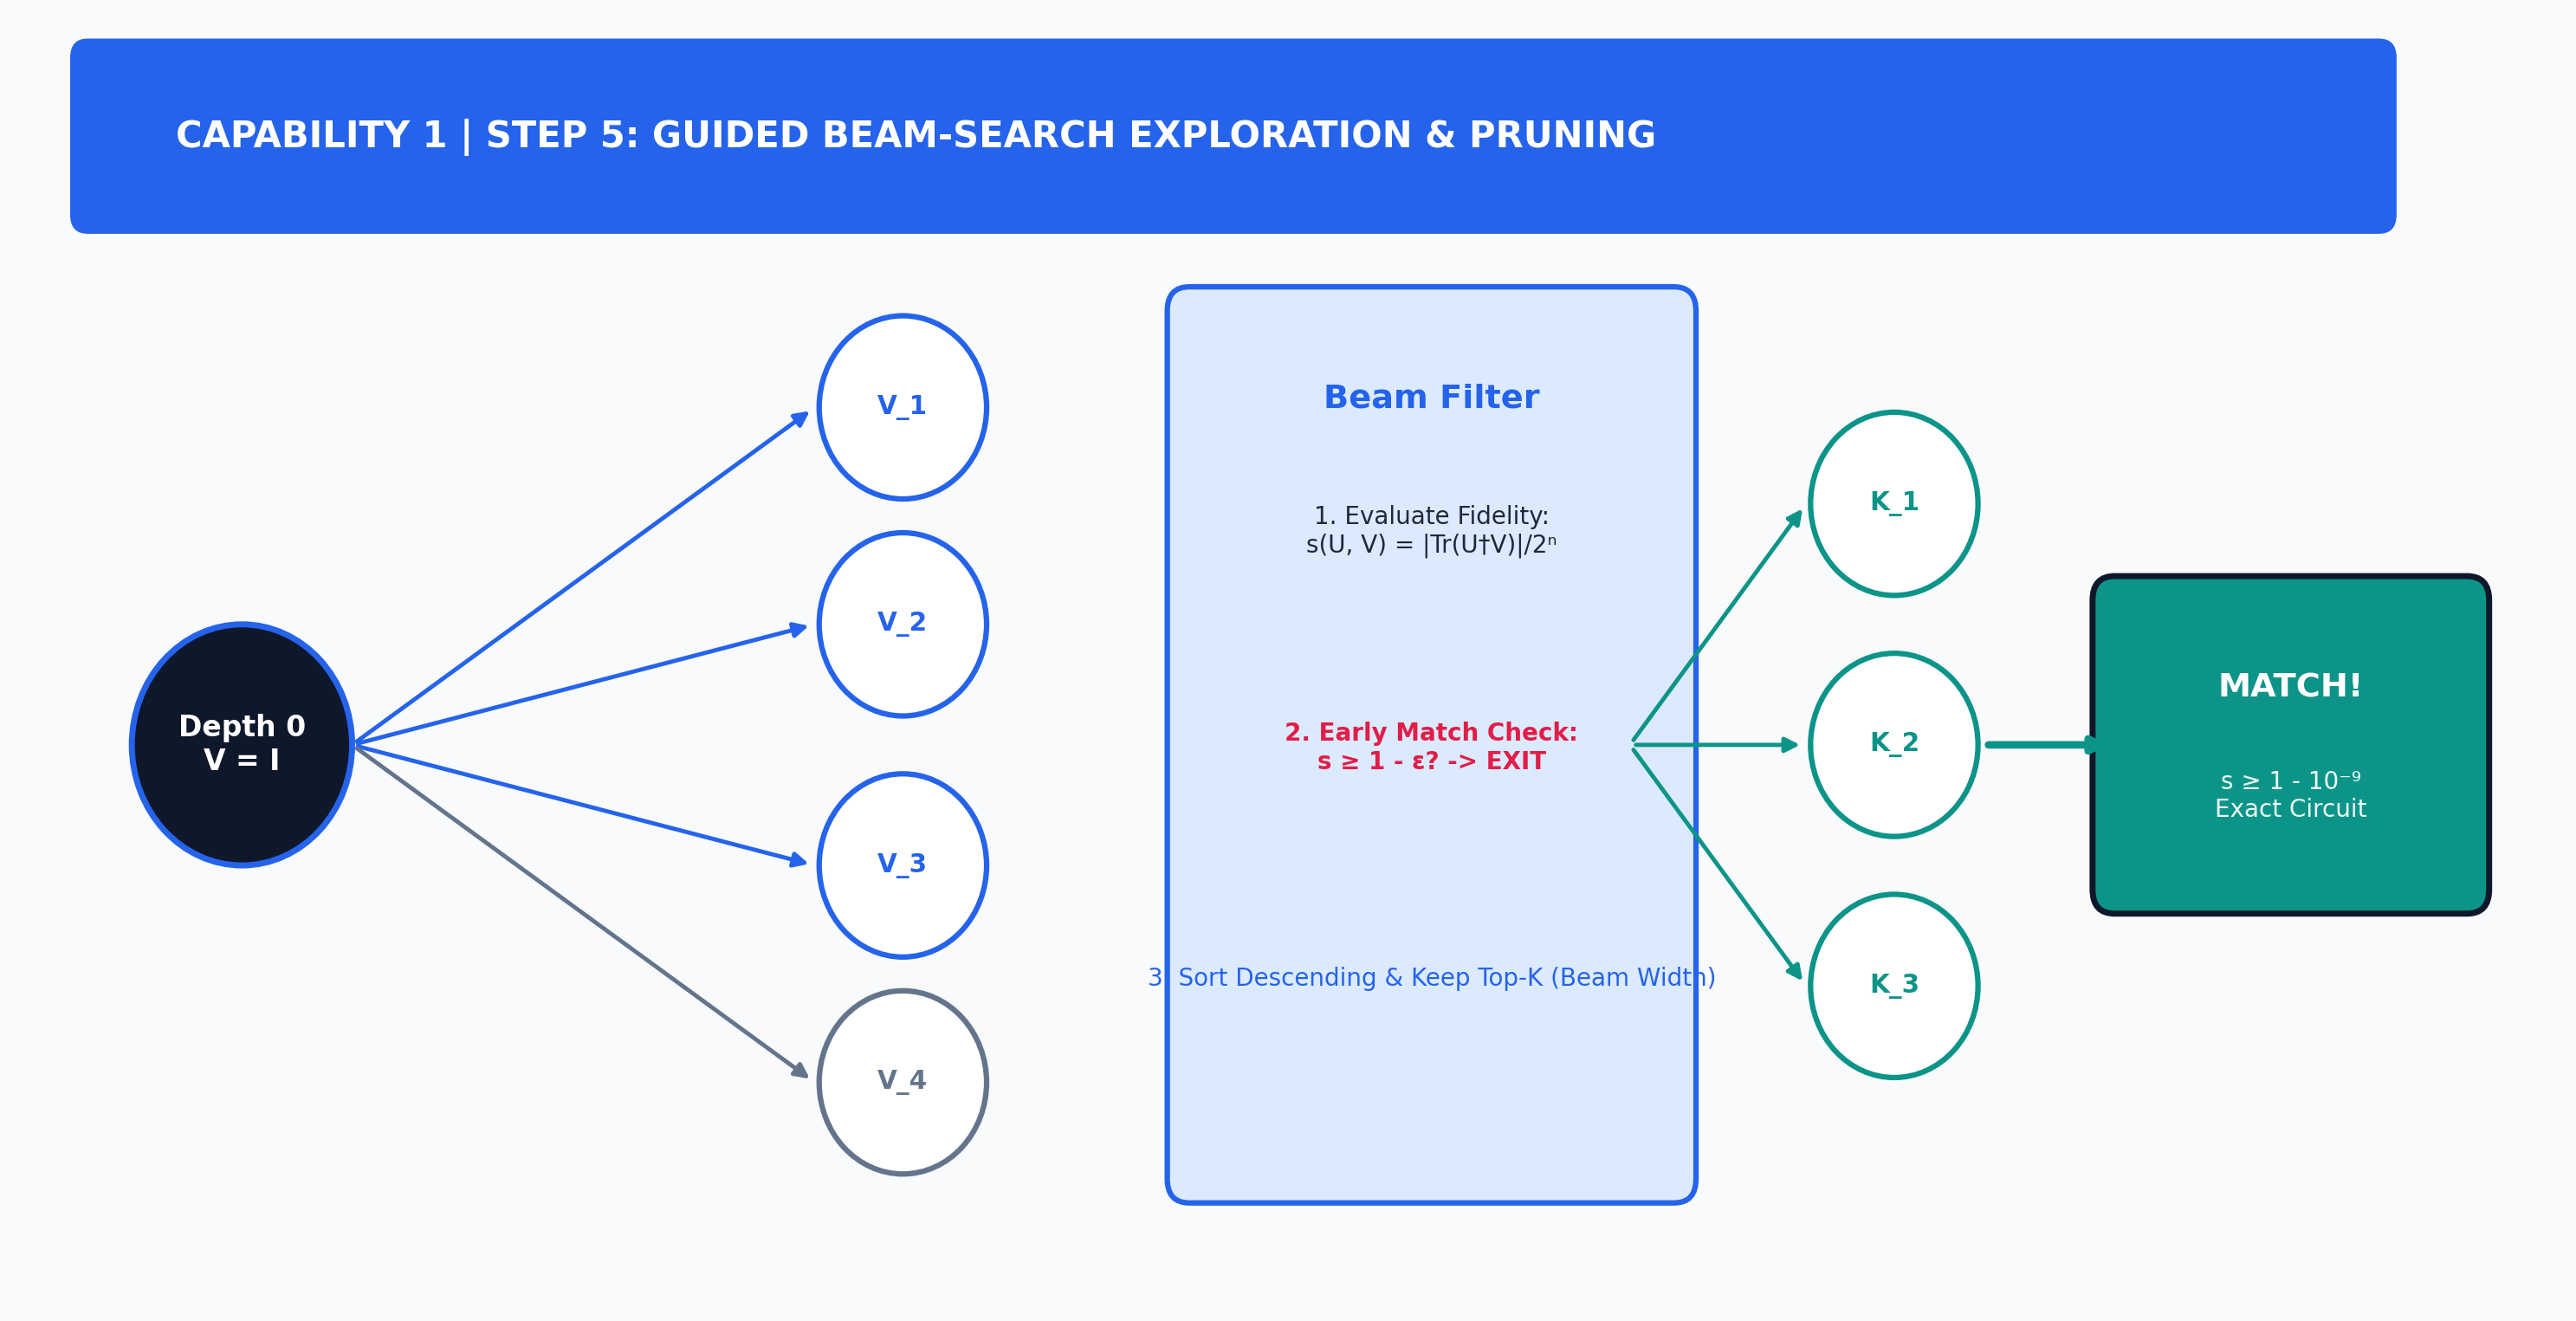 CAPABILITY 1 | STEP 5: GUIDED BEAM-SEARCH EXPLORATION & PRUNING
Depth 0
V = I
V_1
V_2
V_3
V_4
Beam Filter
1. Evaluate Fidelity:
s(U, V) = |Tr(U†V)|/2ⁿ
2. Early Match Check:
s ≥ 1 - ε? -> EXIT
3. Sort Descending & Keep Top-K (Beam Width)
K_1
K_2
K_3
MATCH!
s ≥ 1 - 10⁻⁹
Exact Circuit